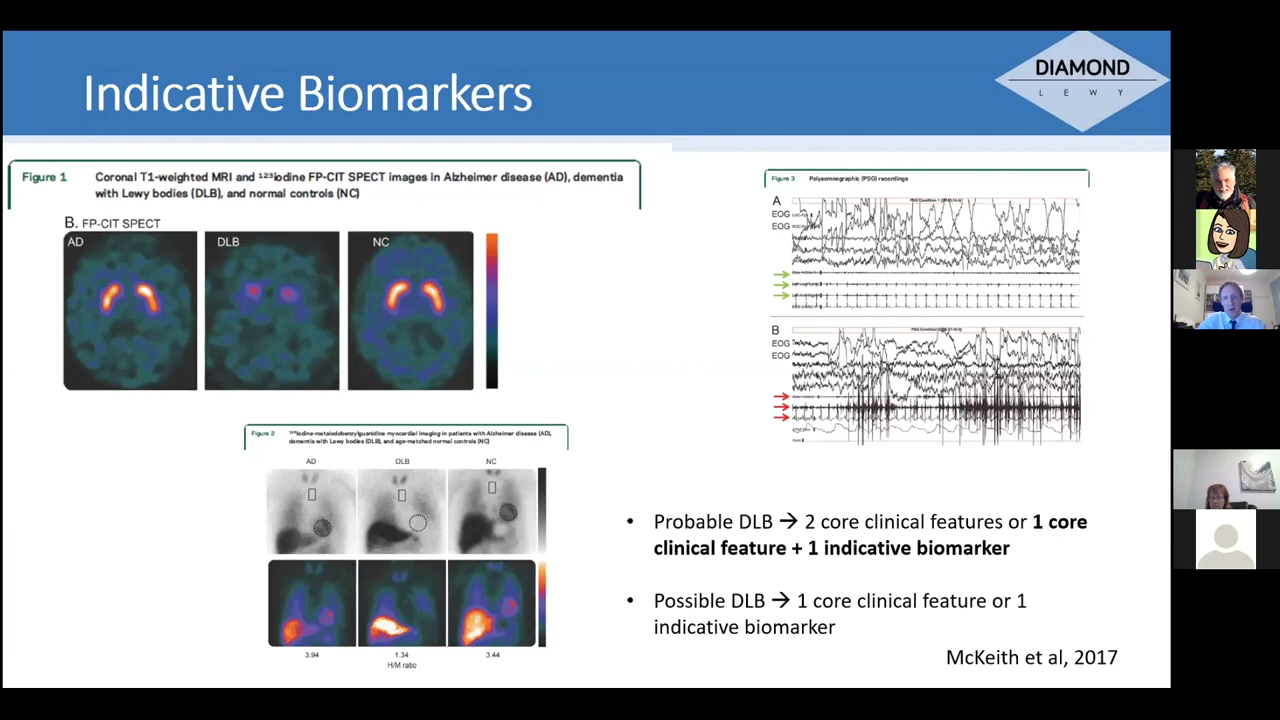 Indicative Biomarkers
DIAMOND
L E W Y
Figure 1 Coronal T1-weighted MRI and ¹²³iodine FP-CIT SPECT images in Alzheimer disease (AD), dementia
with Lewy bodies (DLB), and normal controls (NC)
B. FP-CIT SPECT
AD DLB NC
Figure 3 Polysomnographic (PSG) recordings
A
EOG
EOG
B
EOG
EOG
Figure 2 ¹²³Iodine-metaiodobenzylguanidine myocardial imaging in patients with Alzheimer disease (AD),
dementia with Lewy bodies (DLB), and age-matched normal controls (NC)
AD DLB NC
3.94 1.34 3.44
H/M ratio
• Probable DLB → 2 core clinical features or 1 core
clinical feature + 1 indicative biomarker
• Possible DLB → 1 core clinical feature or 1
indicative biomarker
McKeith et al, 2017